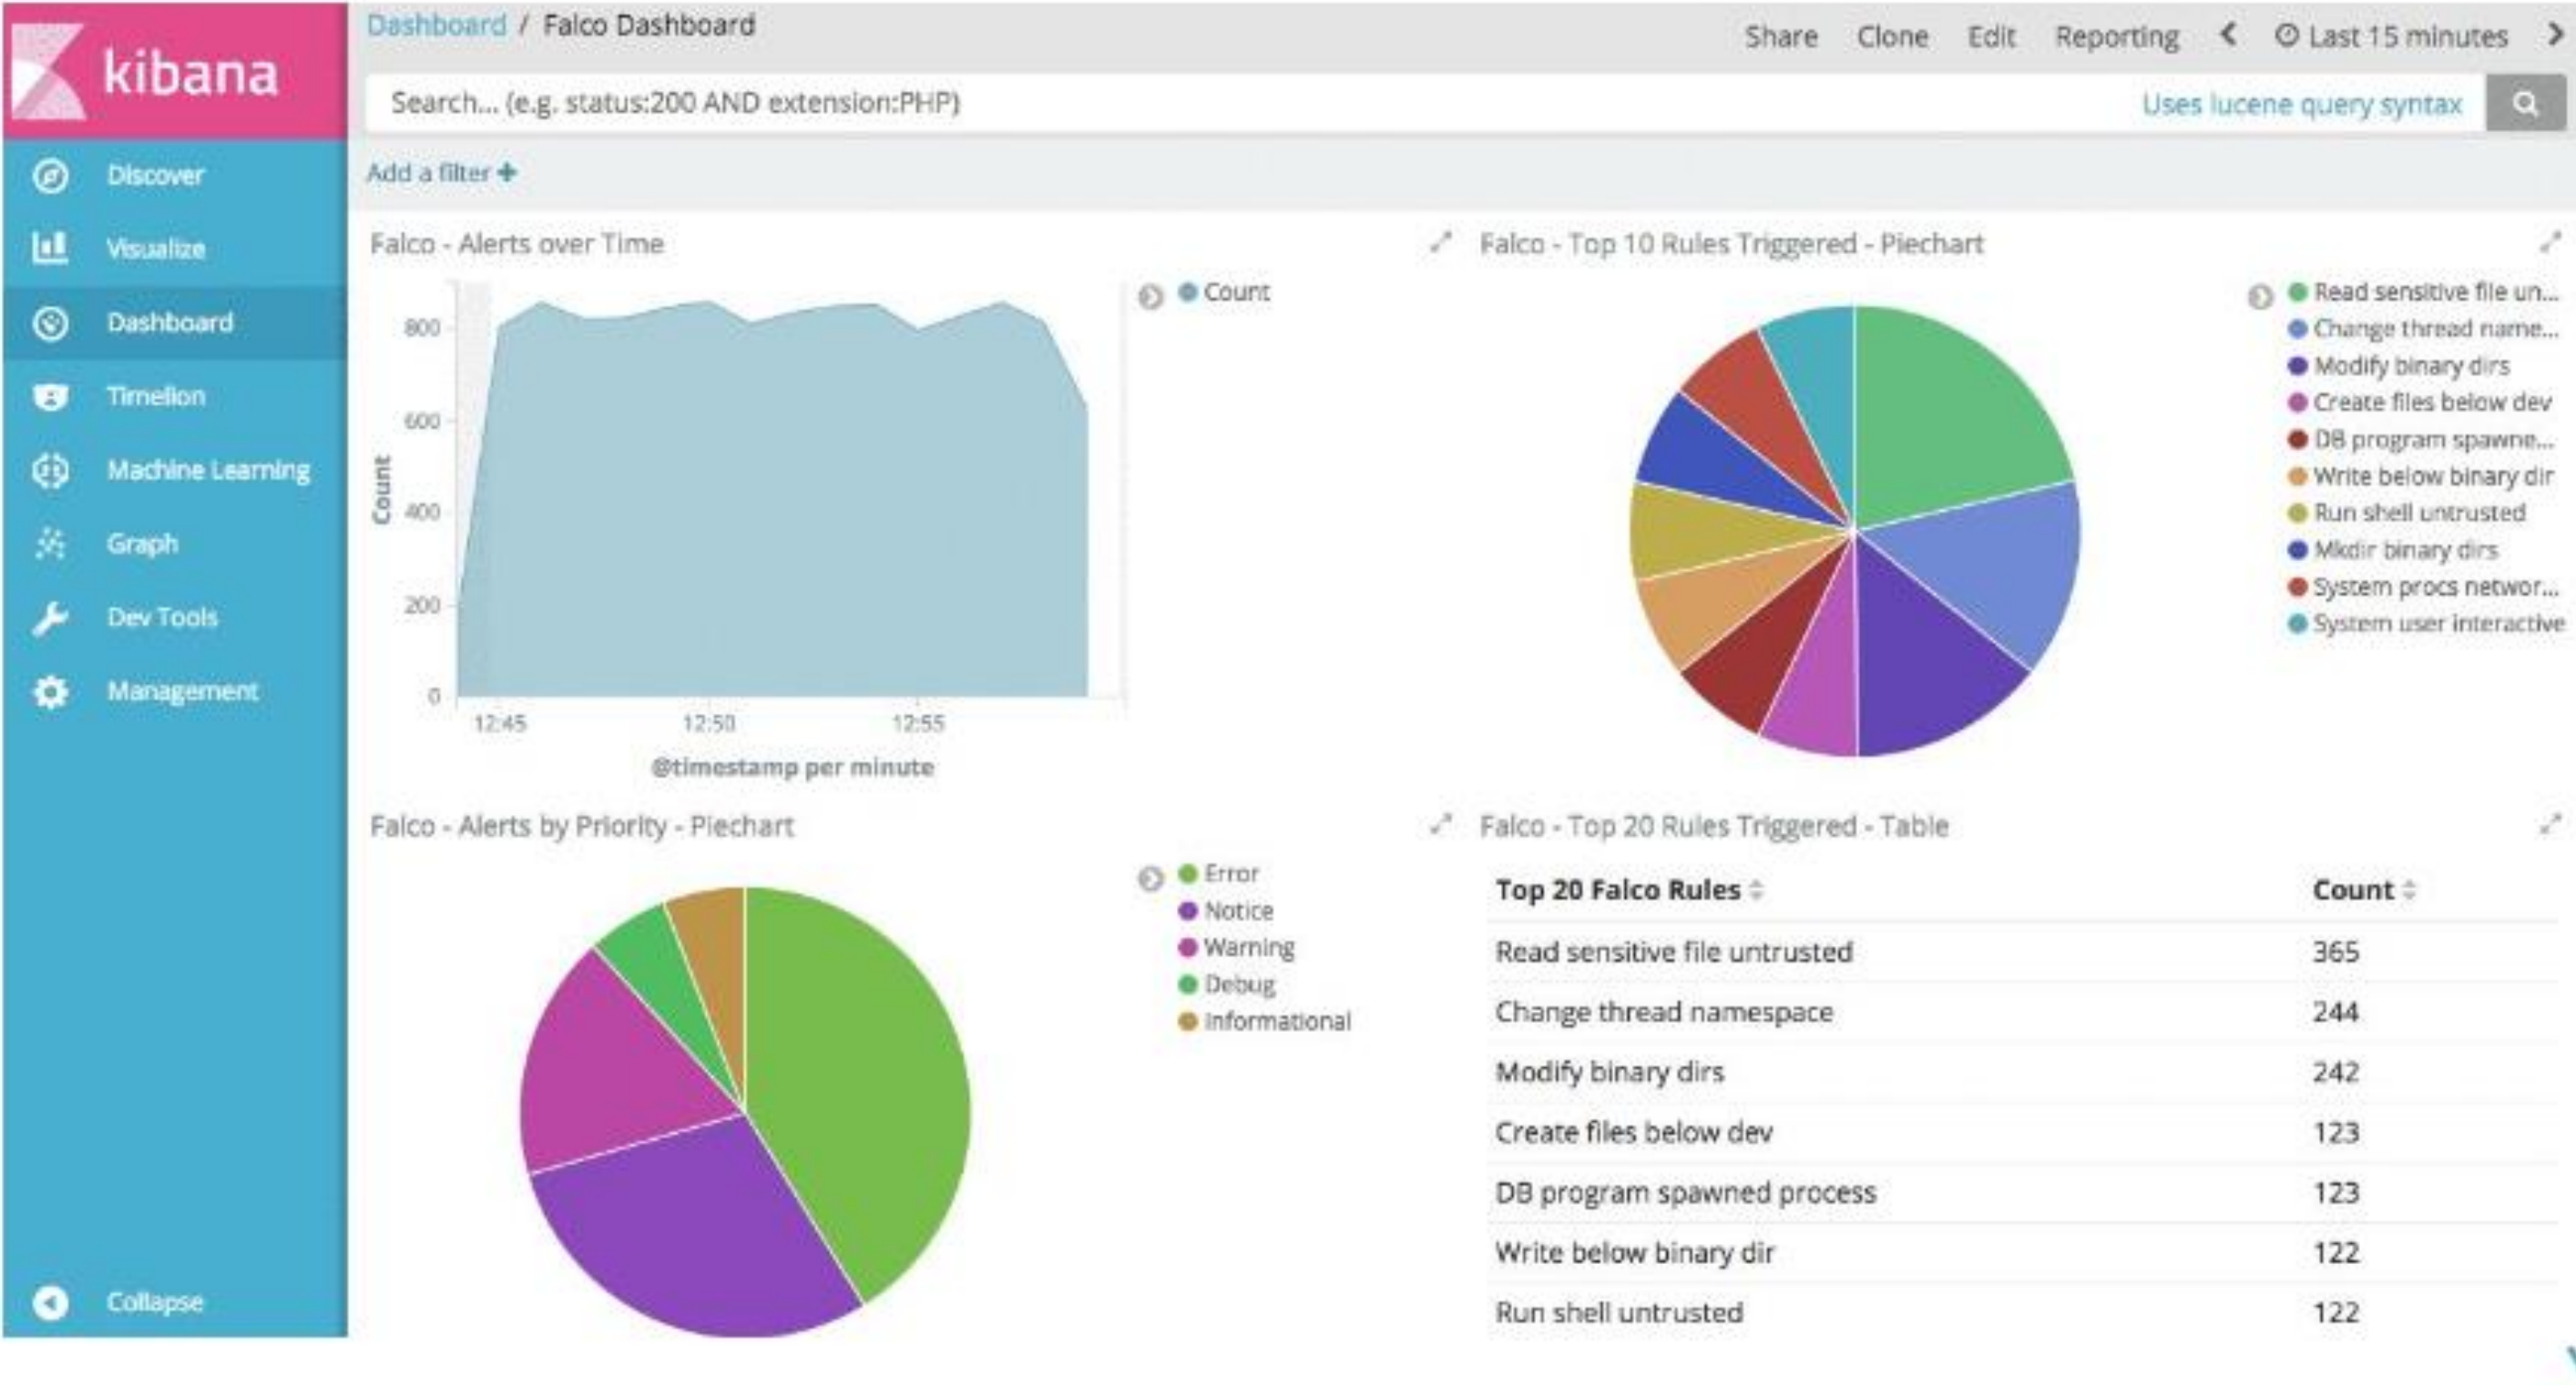 kibana
Dashboard / Falco Dashboard
Share Clone Edit Reporting Last 15 minutes
Search... (e.g. status:200 AND extension:PHP)
Uses lucene query syntax
Add a filter +
Discover
Visualize
Dashboard
Timelion
Machine Learning
Graph
Dev Tools
Management
Collapse
Falco - Alerts over Time
Count
800
600
400
200
0
Count
12:45 12:50 12:55
@timestamp per minute
Falco - Top 10 Rules Triggered - Piechart
Read sensitive file un...
Change thread name...
Modify binary dirs
Create files below dev
DB program spawne...
Write below binary dir
Run shell untrusted
Mkdir binary dirs
System procs networ...
System user interactive
Falco - Alerts by Priority - Piechart
Error
Notice
Warning
Debug
Informational
Falco - Top 20 Rules Triggered - Table
Top 20 Falco Rules Count
Read sensitive file untrusted 365
Change thread namespace 244
Modify binary dirs 242
Create files below dev 123
DB program spawned process 123
Write below binary dir 122
Run shell untrusted 122